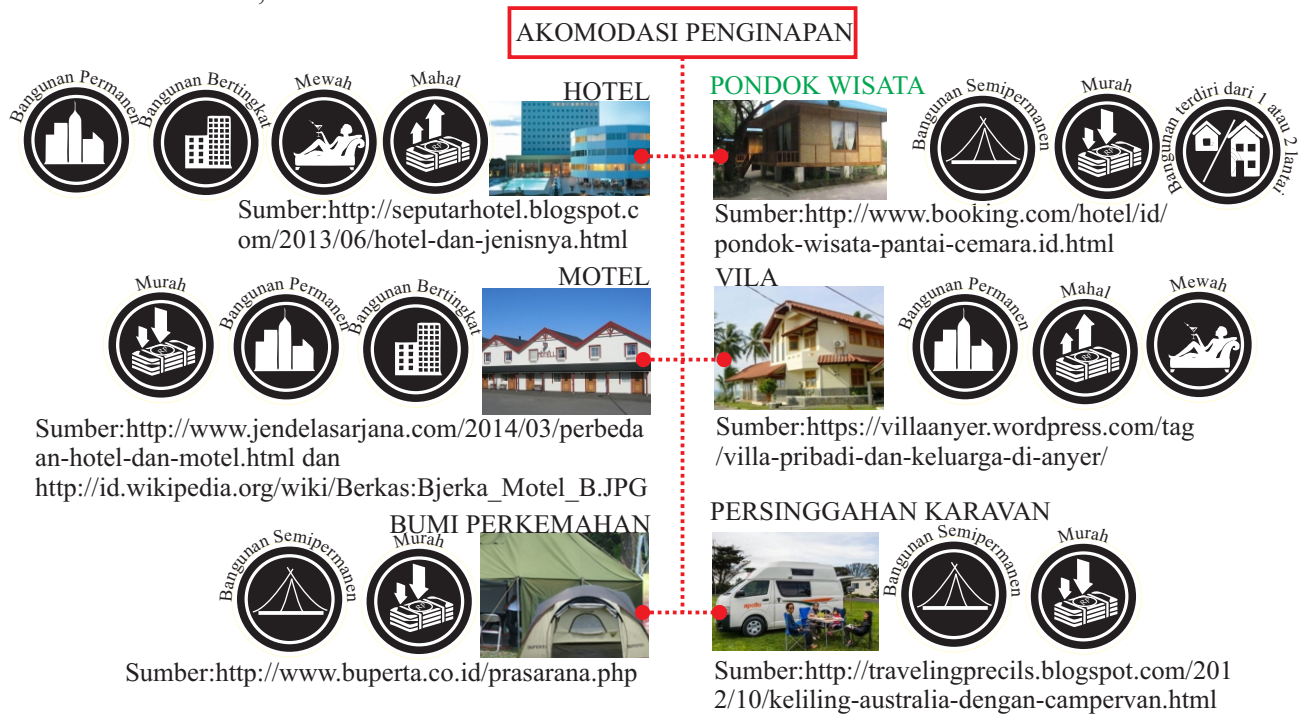 AKOMODASI PENGINAPAN
Bangunan Permanen
Bangunan Bertingkat
Mewah
Mahal
HOTEL
Sumber:http://seputarhotel.blogspot.c
om/2013/06/hotel-dan-jenisnya.html
PONDOK WISATA
Bangunan Semipermanen
Murah
Bangunan terdiri dari 1 atau 2 lantai
Sumber:http://www.booking.com/hotel/id/
pondok-wisata-pantai-cemara.id.html
Murah
Bangunan Permanen
Bangunan Bertingkat
MOTEL
Sumber:http://www.jendelasarjana.com/2014/03/perbeda
an-hotel-dan-motel.html dan
http://id.wikipedia.org/wiki/Berkas:Bjerka_Motel_B.JPG
VILA
Bangunan Permanen
Mahal
Mewah
Sumber:https://villaanyer.wordpress.com/tag
/villa-pribadi-dan-keluarga-di-anyer/
BUMI PERKEMAHAN
Bangunan Semipermanen
Murah
Sumber:http://www.buperta.co.id/prasarana.php
PERSINGGAHAN KARAVAN
apollo
Bangunan Semipermanen
Murah
Sumber:http://travelingprecils.blogspot.com/201
2/10/keliling-australia-dengan-campervan.html